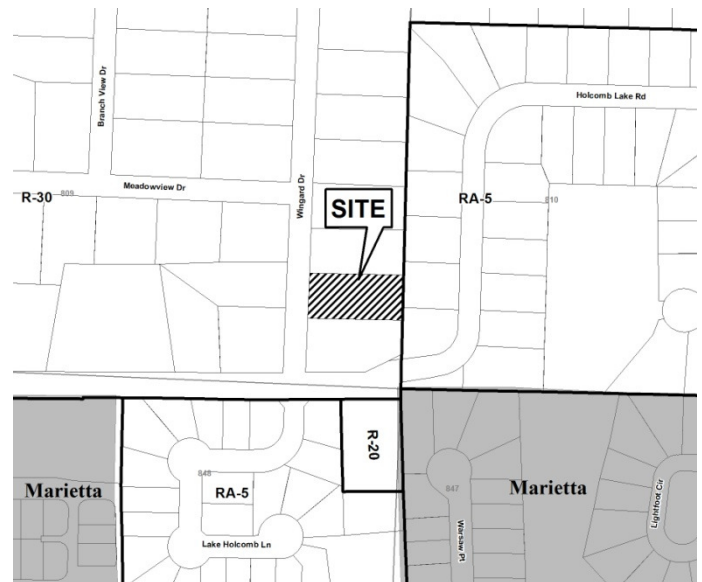 Holcomb Lake Rd
Branch View Dr
Meadowview Dr
R-30
809
Wingard Dr
SITE
RA-5
810
R-20
848
847
Marietta
RA-5
Marietta
Lightfoot Cir
Warsaw Pt
Lake Holcomb Ln